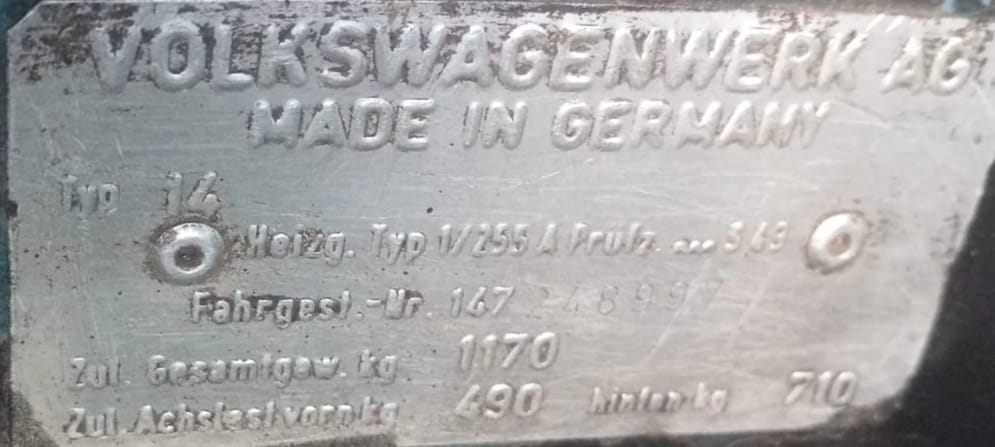 VOLKSWAGENWERK AG
MADE IN GERMANY
Typ 14
Heizg. Typ 1/255 A Prüfz. ... S 69
Fahrgest.-Nr. 147
Zul. Gesamtgew. kg 1170
Zul. Achslast vorn kg 490 hinten kg 710